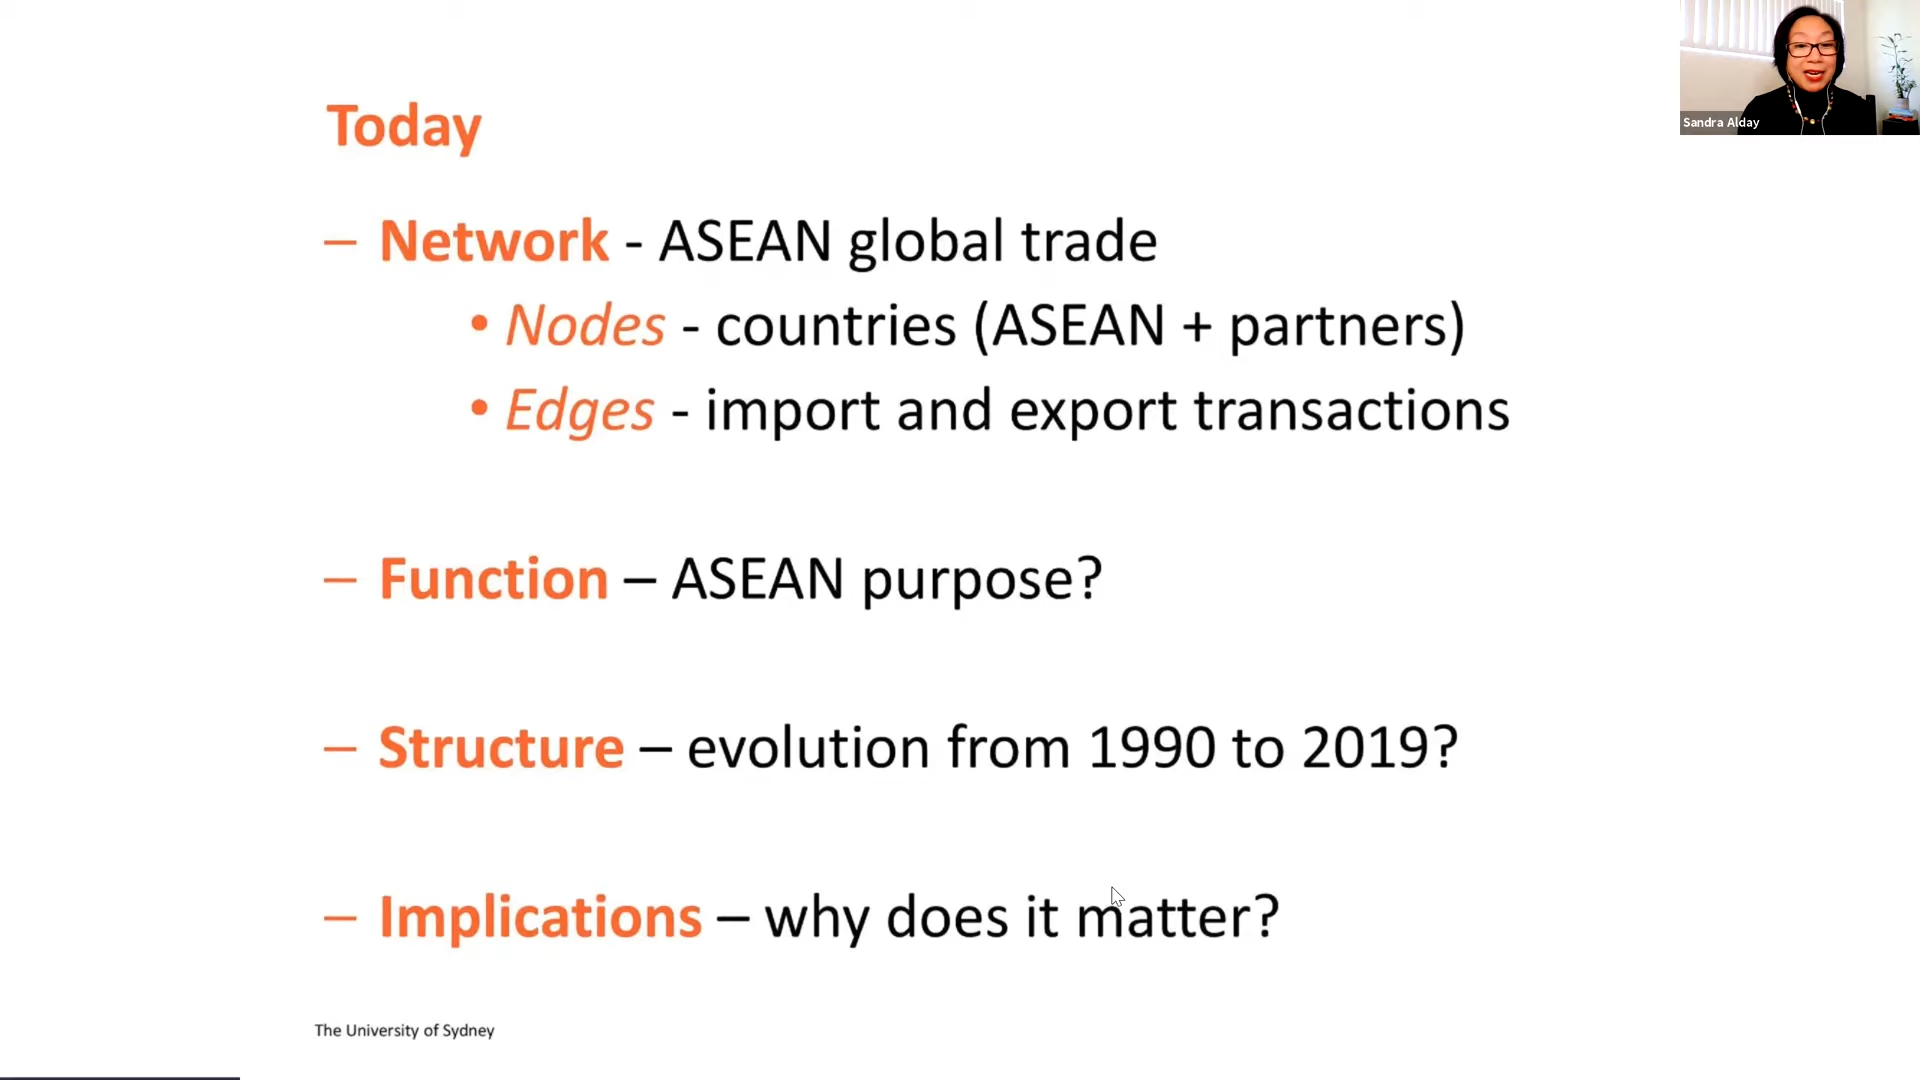 Today
– Network - ASEAN global trade
• Nodes - countries (ASEAN + partners)
• Edges - import and export transactions
– Function – ASEAN purpose?
– Structure – evolution from 1990 to 2019?
– Implications – why does it matter?
The University of Sydney
Sandra Alday